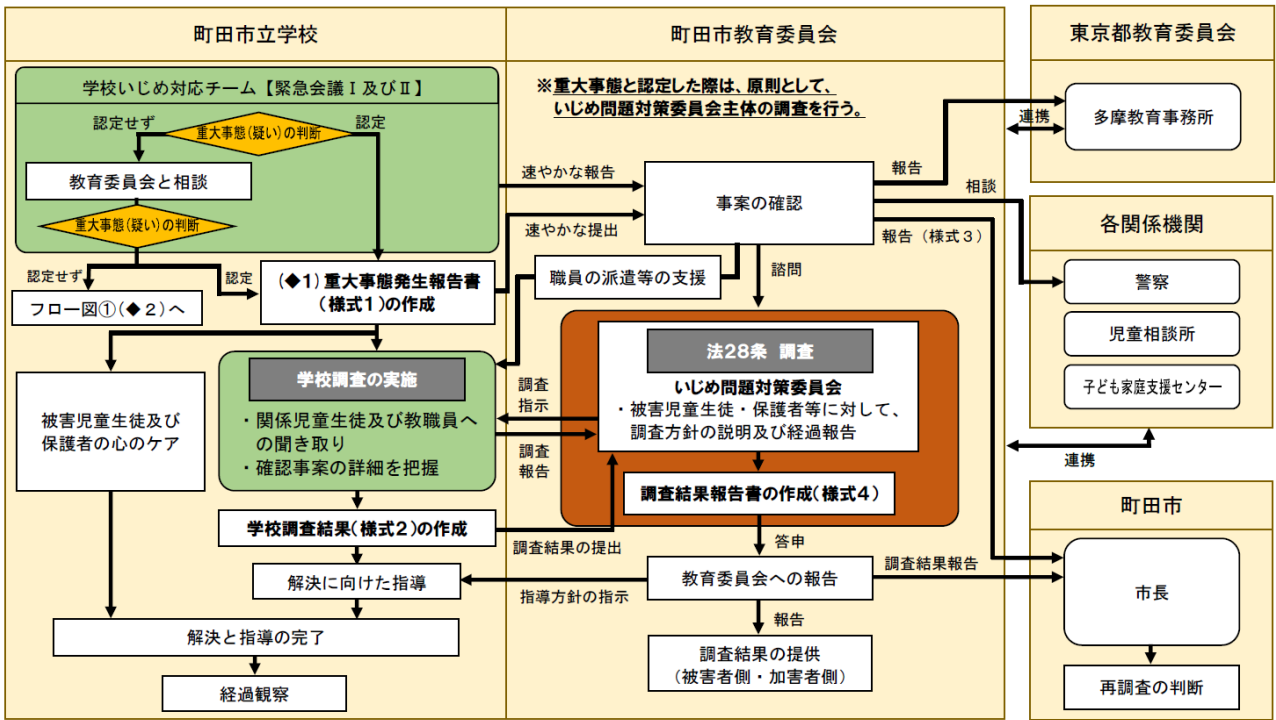 町田市立学校
学校いじめ対応チーム【緊急会議Ⅰ及びⅡ】
認定せず
重大事態(疑い)の判断
認定
教育委員会と相談
重大事態(疑い)の判断
認定せず
認定
フロー図①(◆2)へ
(◆1)重大事態発生報告書
(様式1)の作成
被害児童生徒及び
保護者の心のケア
学校調査の実施
・関係児童生徒及び教職員へ
の聞き取り
・確認事案の詳細を把握
学校調査結果(様式2)の作成
解決に向けた指導
解決と指導の完了
経過観察
町田市教育委員会
※重大事態と認定した際は、原則として、
いじめ問題対策委員会主体の調査を行う。
速やかな報告
速やかな提出
事案の確認
職員の派遣等の支援
諮問
法28条 調査
いじめ問題対策委員会
・被害児童生徒・保護者等に対して、
調査方針の説明及び経過報告
調査
指示
調査
報告
調査結果報告書の作成(様式4)
調査結果の提出
答申
教育委員会への報告
指導方針の指示
報告
調査結果の提供
(被害者側・加害者側)
報告
相談
報告(様式3)
調査結果報告
東京都教育委員会
連携
多摩教育事務所
各関係機関
警察
児童相談所
子ども家庭支援センター
連携
町田市
市長
再調査の判断